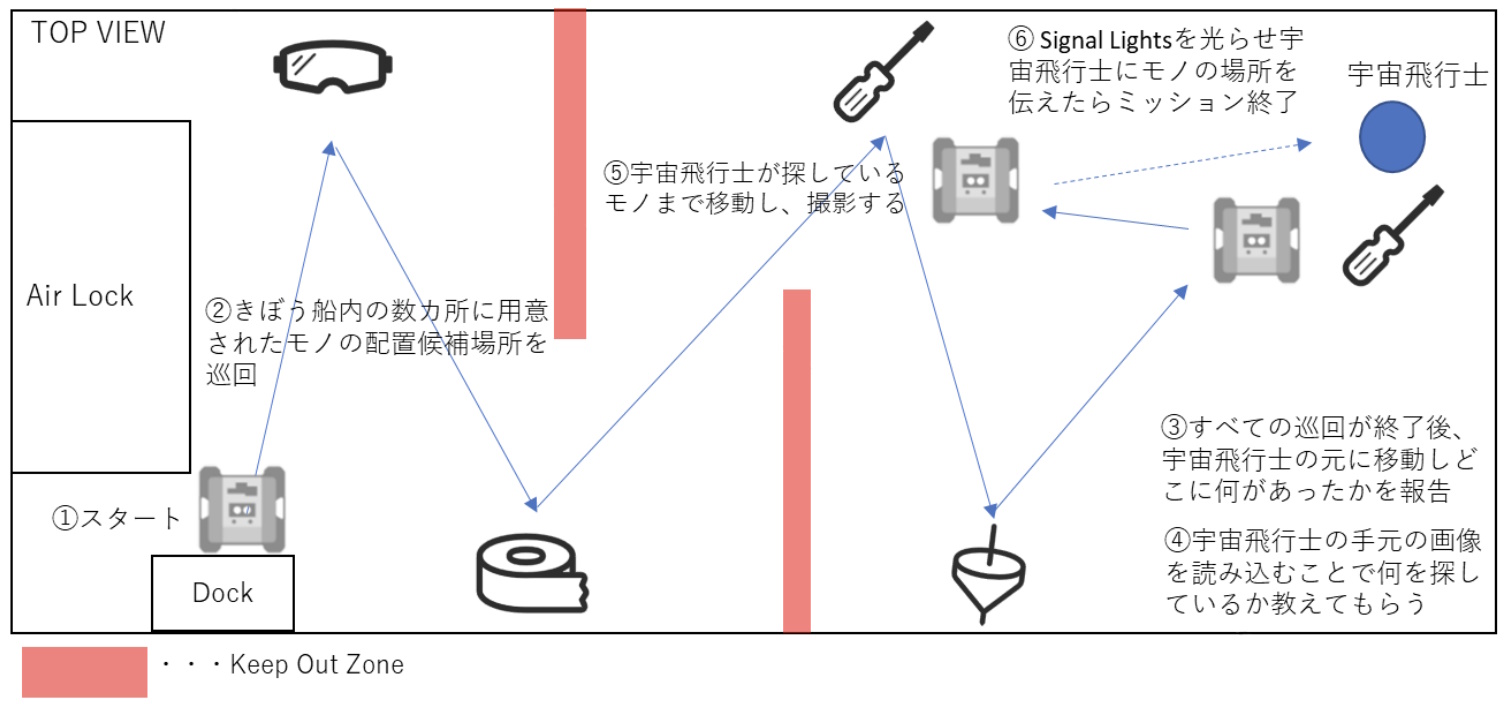 TOP VIEW
⑥ Signal Lightsを光らせ宇
宙飛行士にモノの場所を
伝えたらミッション終了
宇宙飛行士
⑤宇宙飛行士が探している
モノまで移動し、撮影する
Air Lock
②きぼう船内の数カ所に用意
されたモノの配置候補場所を
巡回
③すべての巡回が終了後、
宇宙飛行士の元に移動しど
こに何があったかを報告
①スタート
④宇宙飛行士の手元の画像
を読み込むことで何を探し
ているか教えてもらう
Dock
・・・Keep Out Zone